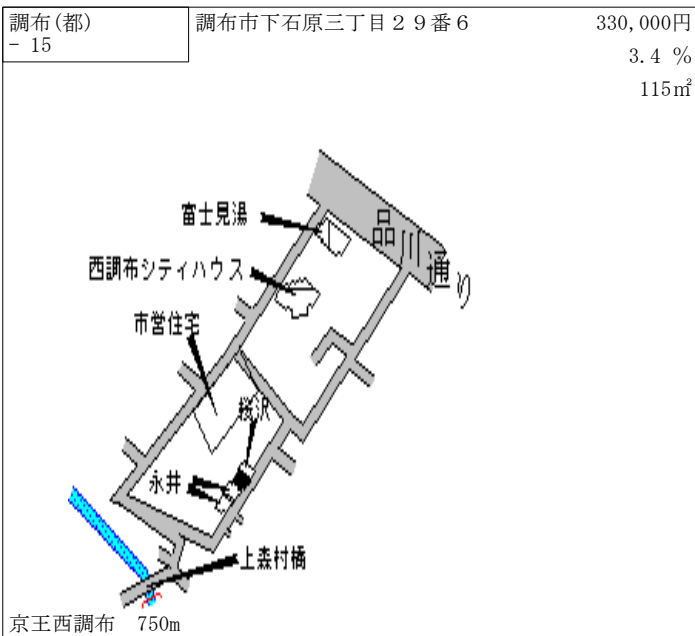 調布(都)
- 15
調布市下石原三丁目２９番６
330,000円
3.4 %
115㎡
品川通り
富士見湯
西調布シティハウス
市営住宅
桜沢
永井
上森村橋
京王西調布　750m